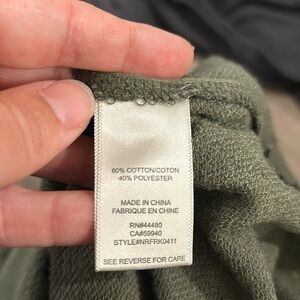 60% COTTON/COTON
40% POLYESTER
MADE IN CHINA
FABRIQUE EN CHINE
RN#44480
CA#59940
STYLE#NRFRK0411
SEE REVERSE FOR CARE